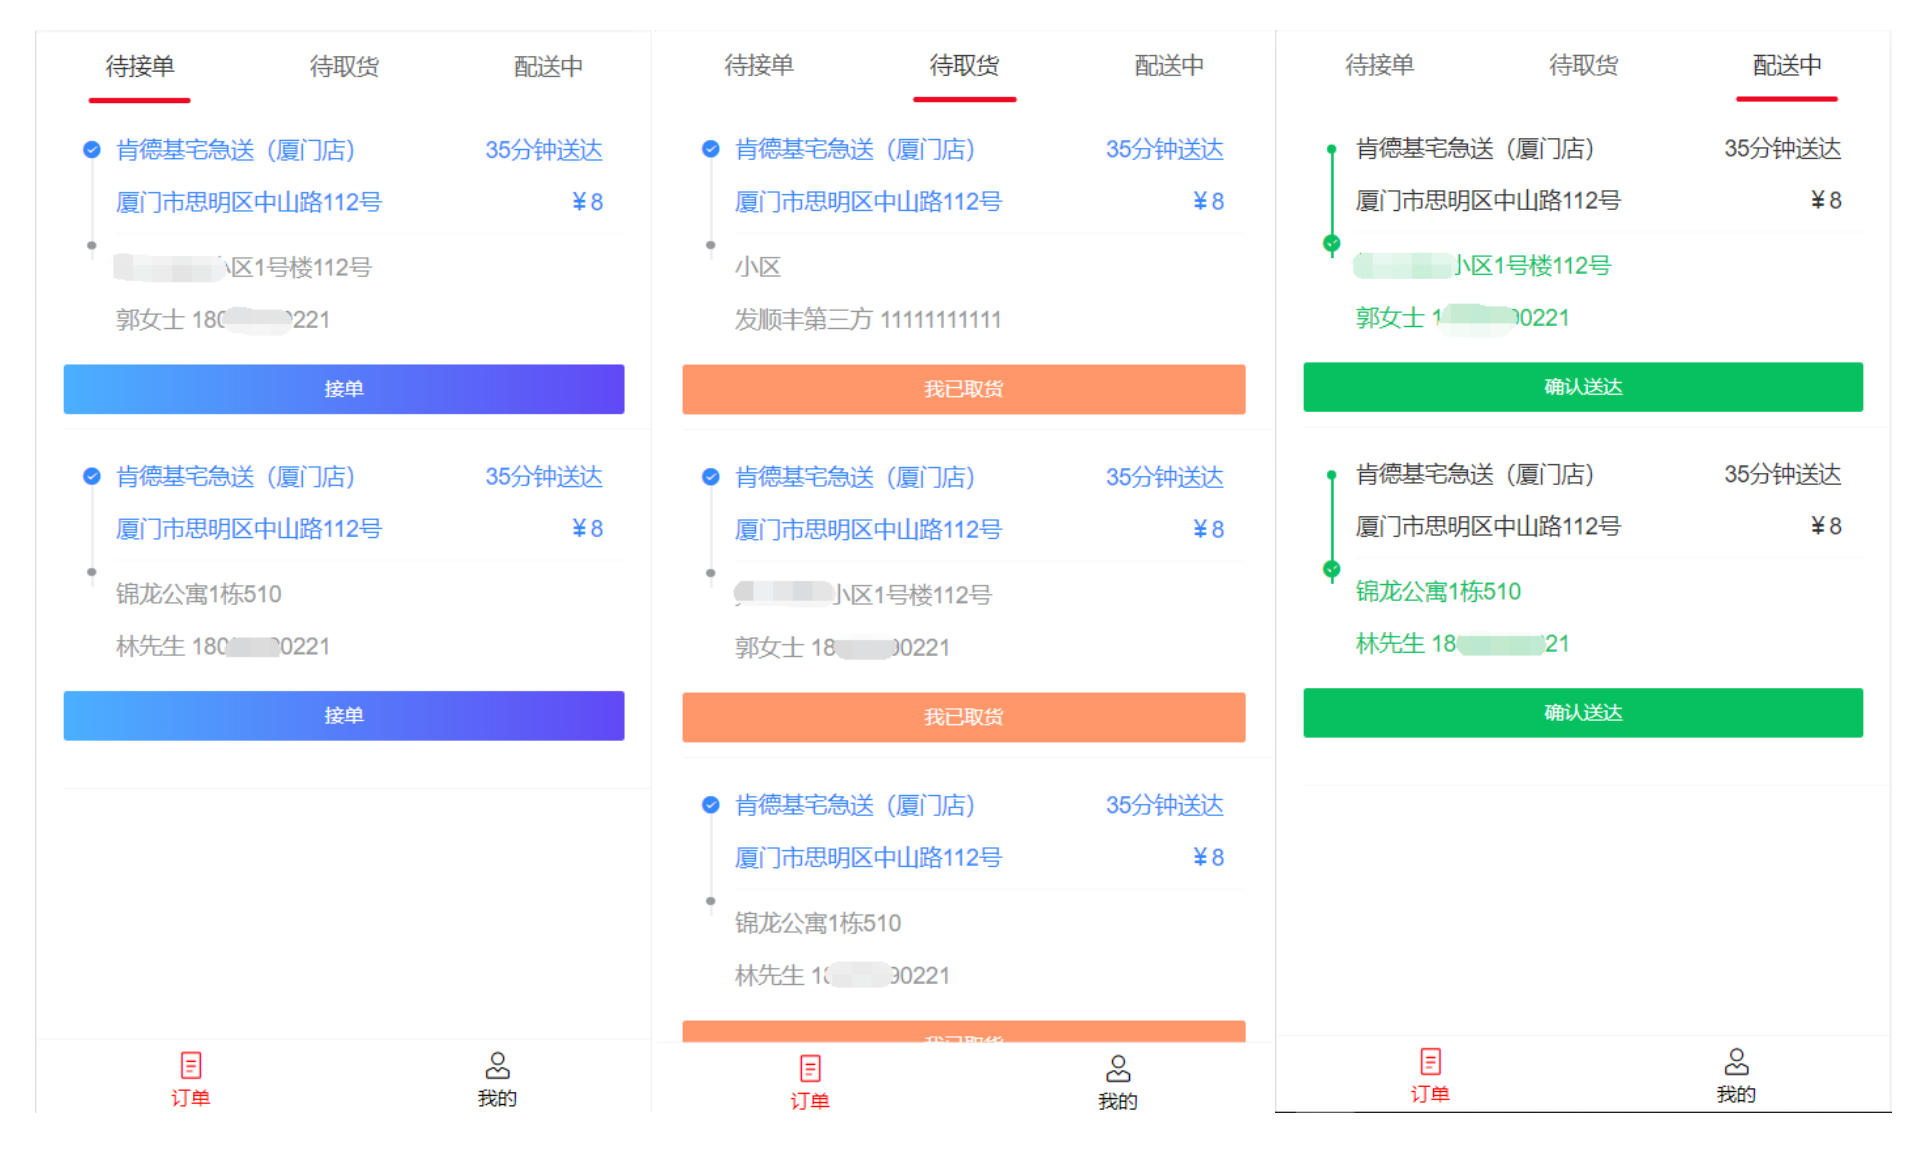 待接单 待取货 配送中
肯德基宅急送（厦门店） 35分钟送达
厦门市思明区中山路112号 ¥8
区1号楼112号
郭女士 180 221
接单
肯德基宅急送（厦门店） 35分钟送达
厦门市思明区中山路112号 ¥8
锦龙公寓1栋510
林先生 180 0221
接单
订单 我的
待接单 待取货 配送中
肯德基宅急送（厦门店） 35分钟送达
厦门市思明区中山路112号 ¥8
小区
发顺丰第三方 11111111111
我已取货
肯德基宅急送（厦门店） 35分钟送达
厦门市思明区中山路112号 ¥8
小区1号楼112号
郭女士 18 0221
我已取货
肯德基宅急送（厦门店） 35分钟送达
厦门市思明区中山路112号 ¥8
锦龙公寓1栋510
林先生 1 90221
我已取货
订单 我的
待接单 待取货 配送中
肯德基宅急送（厦门店） 35分钟送达
厦门市思明区中山路112号 ¥8
小区1号楼112号
郭女士 1 0221
确认送达
肯德基宅急送（厦门店） 35分钟送达
厦门市思明区中山路112号 ¥8
锦龙公寓1栋510
林先生 18 21
确认送达
订单 我的